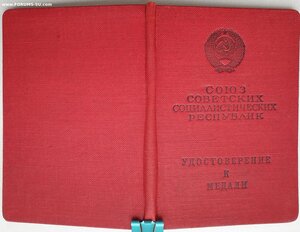 © www.FORUMS-SU.com
СОЮЗ
СОВЕТСКИХ
СОЦИАЛИСТИЧЕСКИХ
РЕСПУБЛИК
УДОСТОВЕРЕНИЕ
К
МЕДАЛИ